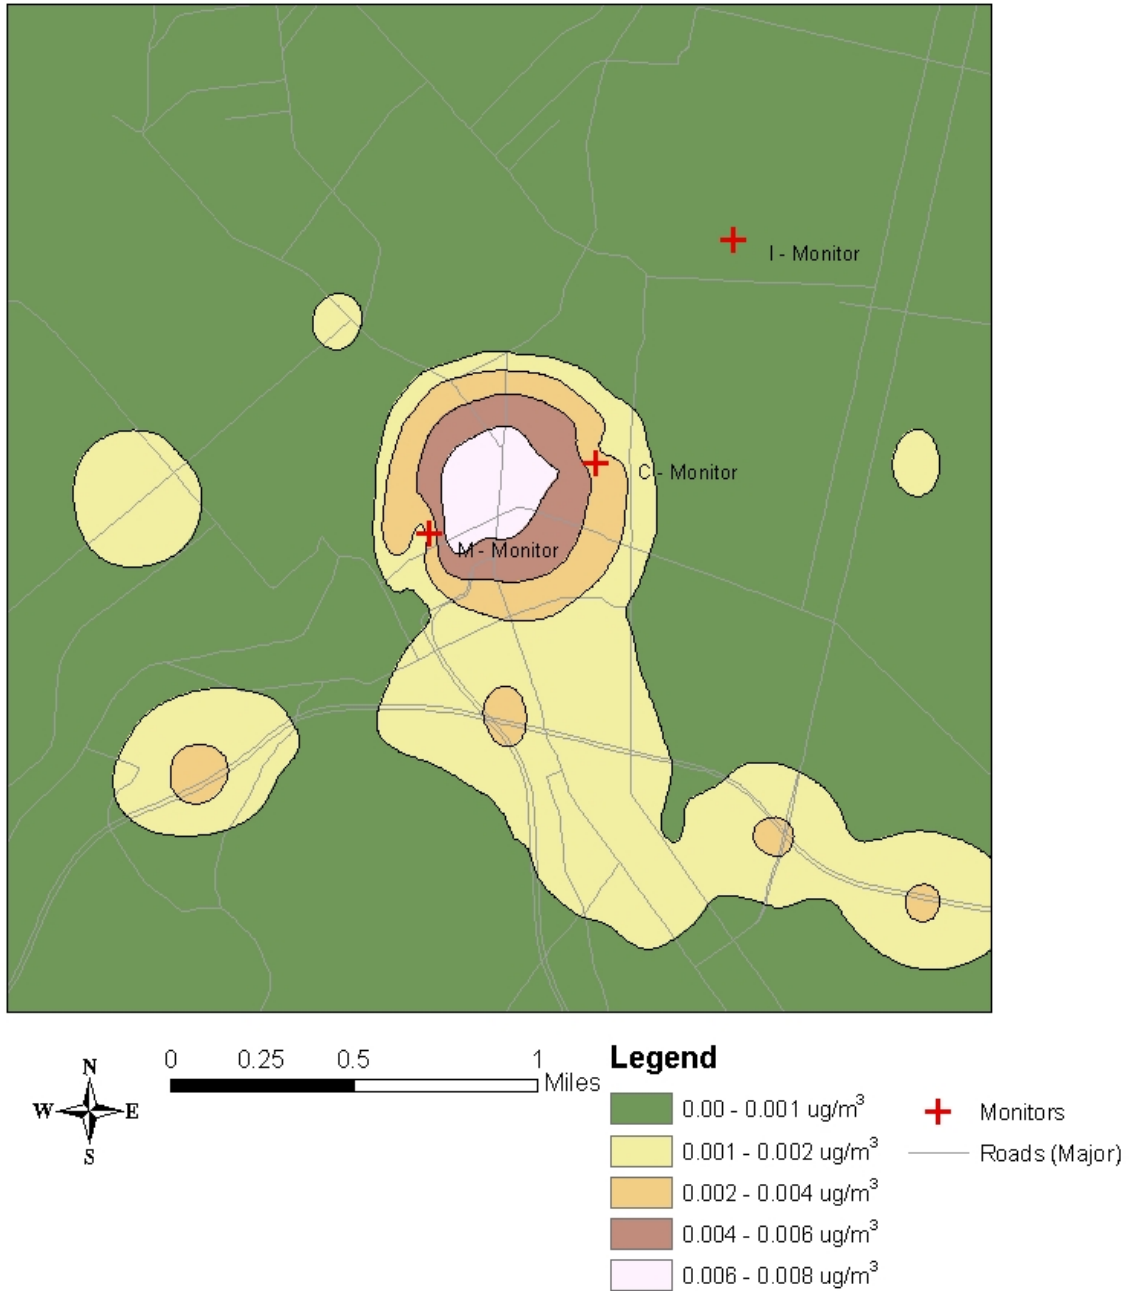 I - Monitor
C - Monitor
M - Monitor
N
W E
S
0 0.25 0.5 1
Miles
Legend
0.00 - 0.001 ug/m³
0.001 - 0.002 ug/m³
0.002 - 0.004 ug/m³
0.004 - 0.006 ug/m³
0.006 - 0.008 ug/m³
Monitors
Roads (Major)